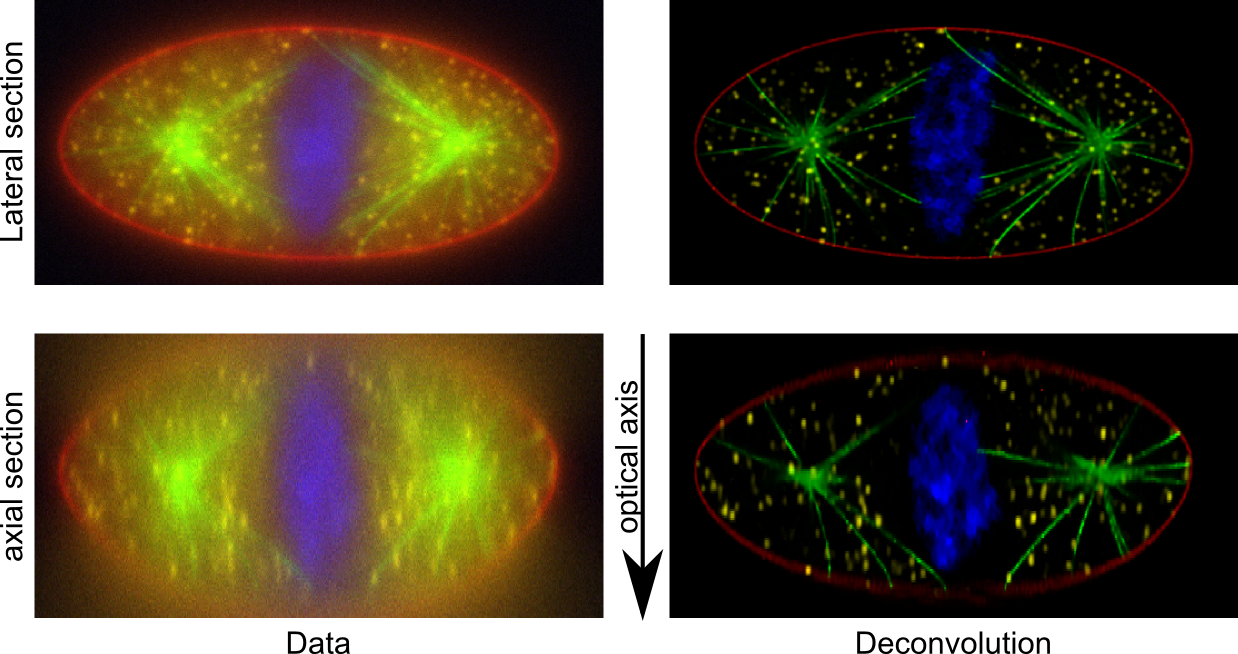 Lateral section
axial section
optical axis
Data
Deconvolution